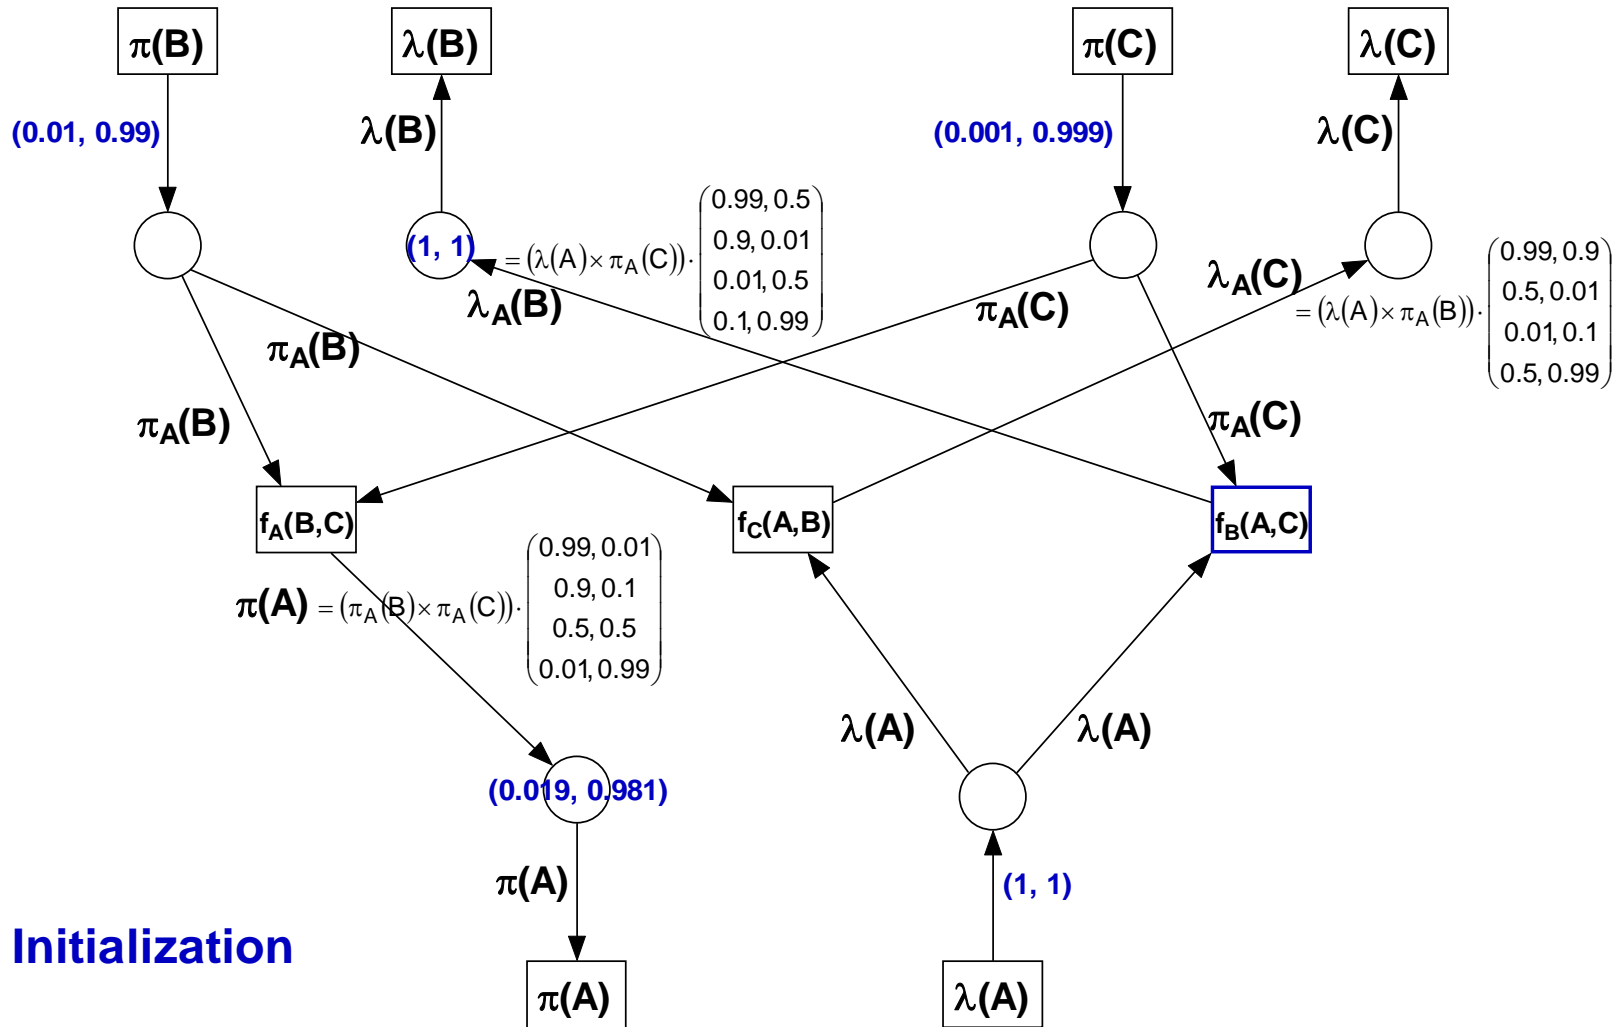 π(B)
λ(B)
π(C)
λ(C)
(0.01, 0.99)
λ(B)
(0.001, 0.999)
λ(C)
(1, 1)
= (λ(A) × π_A(C)) ·
0.99, 0.5
0.9, 0.01
0.01, 0.5
0.1, 0.99
λ_A(B)
π_A(C)
λ_A(C)
= (λ(A) × π_A(B)) ·
0.99, 0.9
0.5, 0.01
0.01, 0.1
0.5, 0.99
π_A(B)
π_A(B)
π_A(C)
f_A(B,C)
f_C(A,B)
f_B(A,C)
π(A) = (π_A(B) × π_A(C)) ·
0.99, 0.01
0.9, 0.1
0.5, 0.5
0.01, 0.99
λ(A)
λ(A)
(0.019, 0.981)
π(A)
(1, 1)
Initialization
π(A)
λ(A)